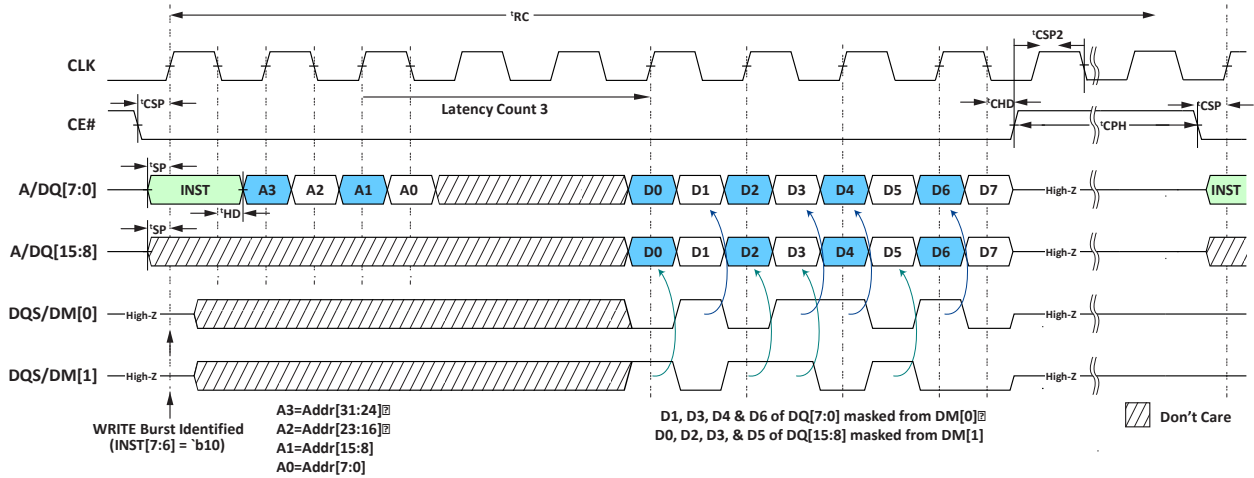 tRC
tCSP2
CLK
tCSP
Latency Count 3
tCHD
tCSP
CE#
tCPH
tSP
A/DQ[7:0]
INST A3 A2 A1 A0 D0 D1 D2 D3 D4 D5 D6 D7 High-Z INST
tHD
tSP
A/DQ[15:8]
D0 D1 D2 D3 D4 D5 D6 D7 High-Z
DQS/DM[0] High-Z High-Z
DQS/DM[1] High-Z High-Z
WRITE Burst Identified
(INST[7:6] = `b10)
A3=Addr[31:24]
A2=Addr[23:16]
A1=Addr[15:8]
A0=Addr[7:0]
D1, D3, D4 & D6 of DQ[7:0] masked from DM[0]
D0, D2, D3, & D5 of DQ[15:8] masked from DM[1]
Don't Care